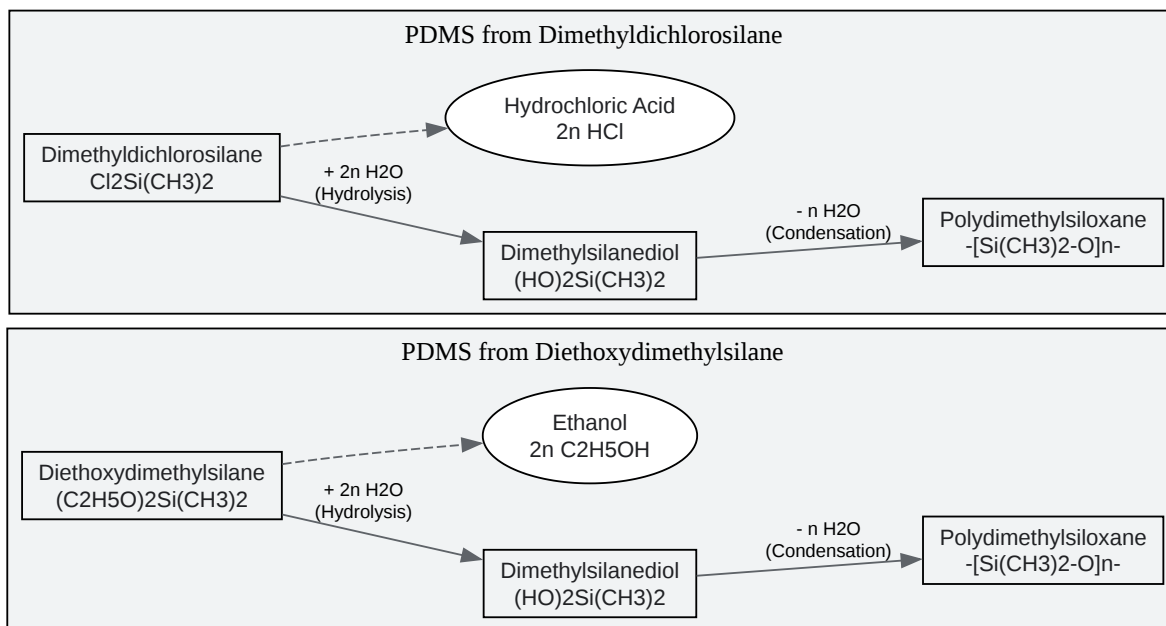 PDMS from Dimethyldichlorosilane
Hydrochloric Acid
2n HCl
Dimethyldichlorosilane
Cl2Si(CH3)2
+ 2n H2O
(Hydrolysis)
Dimethylsilanediol
(HO)2Si(CH3)2
- n H2O
(Condensation)
Polydimethylsiloxane
-[Si(CH3)2-O]n-
PDMS from Diethoxydimethylsilane
Ethanol
2n C2H5OH
Diethoxydimethylsilane
(C2H5O)2Si(CH3)2
+ 2n H2O
(Hydrolysis)
Dimethylsilanediol
(HO)2Si(CH3)2
- n H2O
(Condensation)
Polydimethylsiloxane
-[Si(CH3)2-O]n-